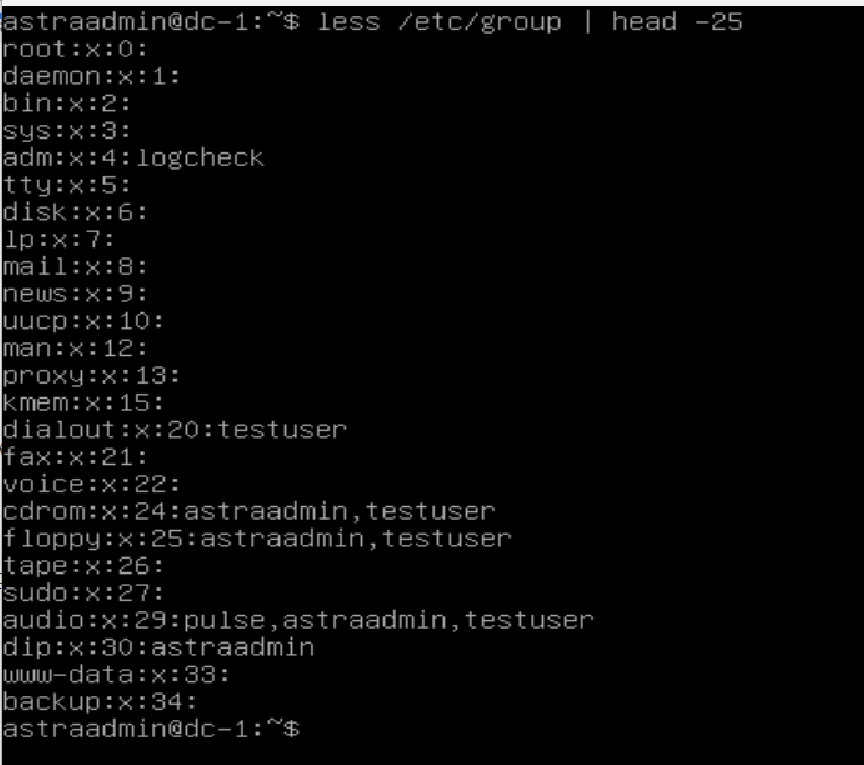 astraadmin@dc-1:~$ less /etc/group | head -25
root:x:0:
daemon:x:1:
bin:x:2:
sys:x:3:
adm:x:4:logcheck
tty:x:5:
disk:x:6:
lp:x:7:
mail:x:8:
news:x:9:
uucp:x:10:
man:x:12:
proxy:x:13:
kmem:x:15:
dialout:x:20:testuser
fax:x:21:
voice:x:22:
cdrom:x:24:astraadmin,testuser
floppy:x:25:astraadmin,testuser
tape:x:26:
sudo:x:27:
audio:x:29:pulse,astraadmin,testuser
dip:x:30:astraadmin
www-data:x:33:
backup:x:34:
astraadmin@dc-1:~$